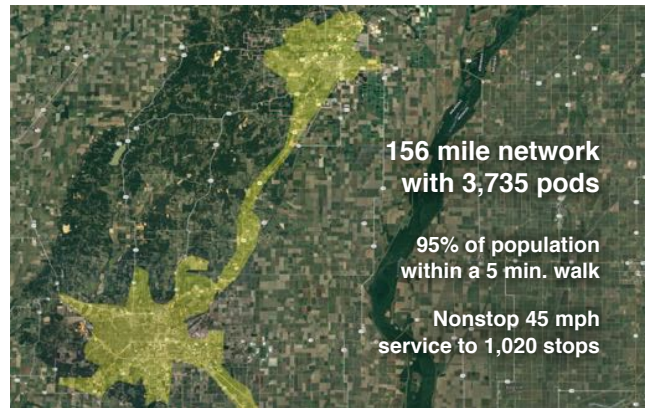 156 mile network
with 3,735 pods
95% of population
within a 5 min. walk
Nonstop 45 mph
service to 1,020 stops